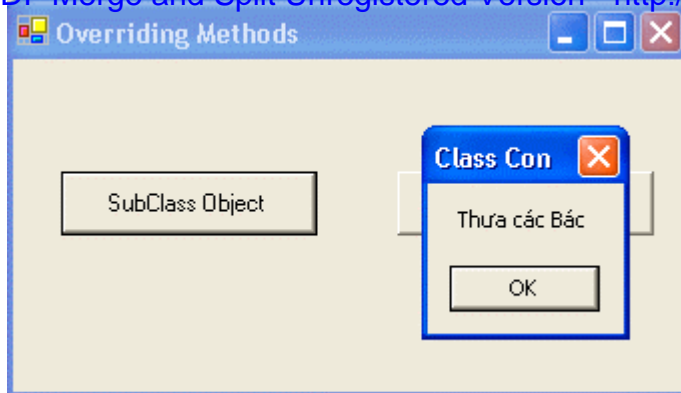 DF Merge and Split Unregistered Version - http:/
Overriding Methods
Class Con
SubClass Object
Thưa các Bác
OK